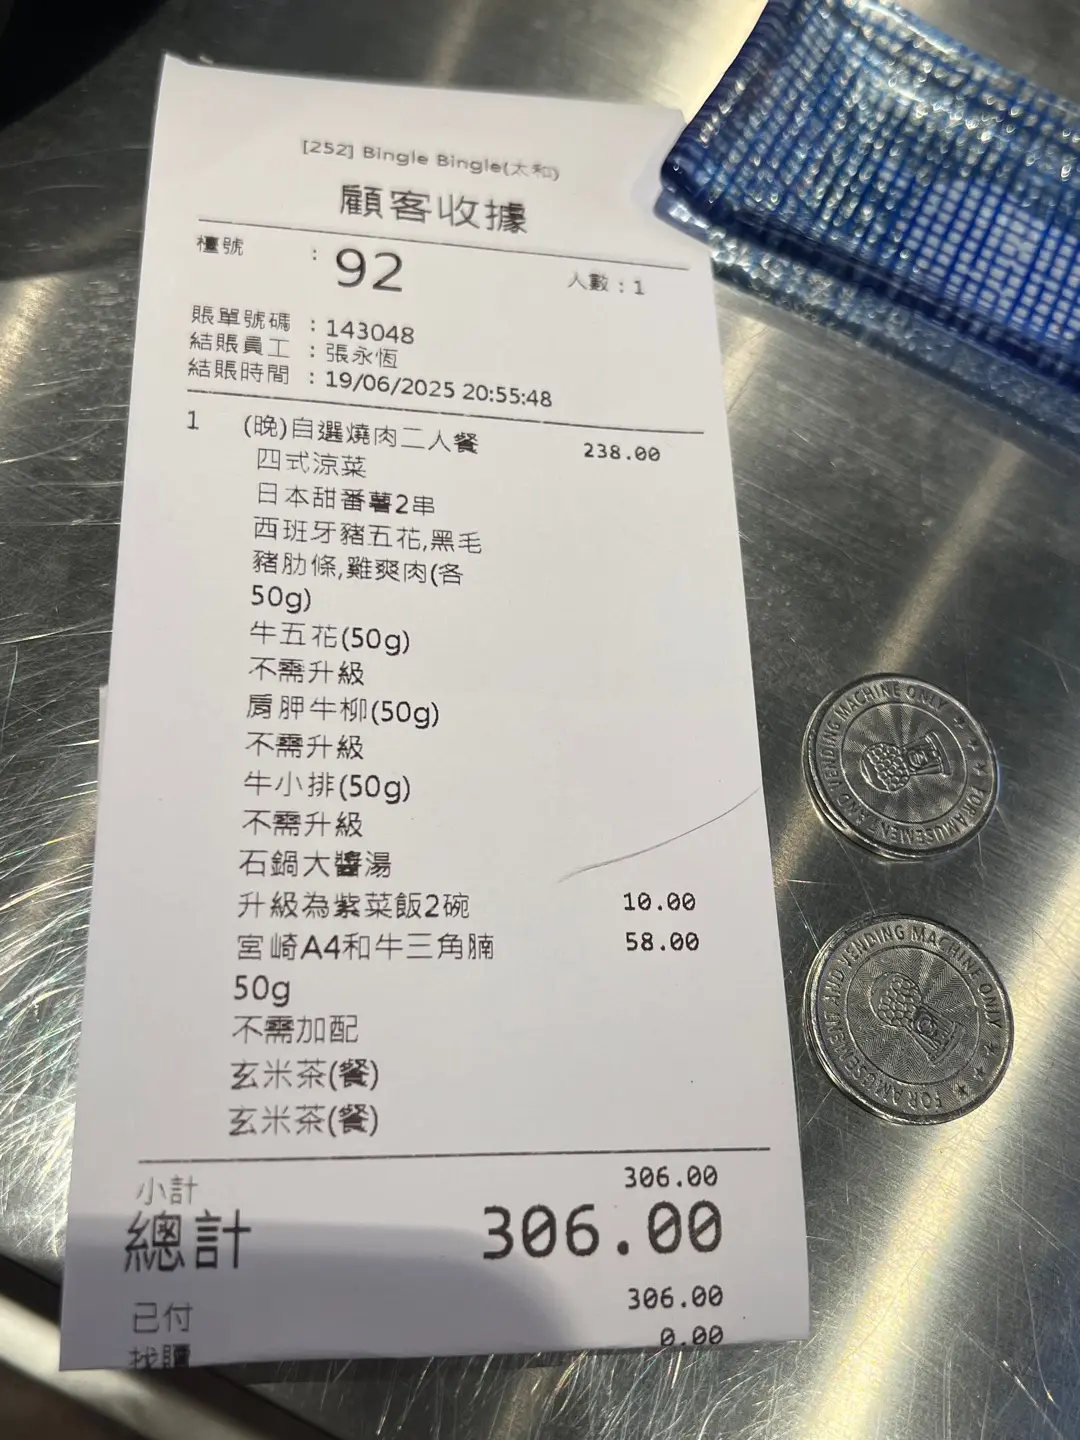 [252] Bingle Bingle(太和)
顧客收據
檯號 : 92 人數 : 1
賬單號碼 : 143048
結賬員工 : 張永恆
結賬時間 : 19/06/2025 20:55:48
1 (晚)自選燒肉二人餐 238.00
四式涼菜
日本甜番薯2串
西班牙豬五花,黑毛
豬肋條,雞爽肉(各
50g)
牛五花(50g)
不需升級
肩胛牛柳(50g)
不需升級
牛小排(50g)
不需升級
石鍋大醬湯
升級為紫菜飯2碗 10.00
宮崎A4和牛三角腩 58.00
50g
不需加配
玄米茶(餐)
玄米茶(餐)
小計 306.00
總計 306.00
已付 306.00
找贖 0.00
FOR AMUSEMENT AND VENDING MACHINE ONLY
FOR AMUSEMENT AND VENDING MACHINE ONLY